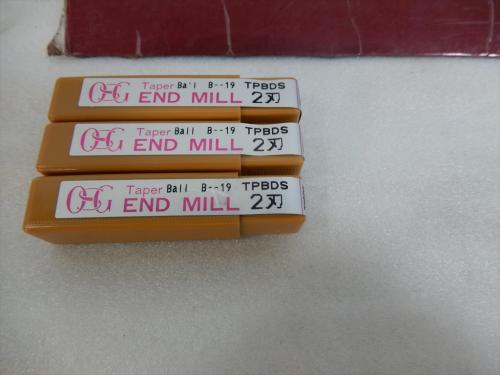 OSG Taper Ball B--19 TPBDS
END MILL 2刃
OSG Taper Ball B--19 TPBDS
END MILL 2刃
OSG Taper Ball B--19 TPBDS
END MILL 2刃